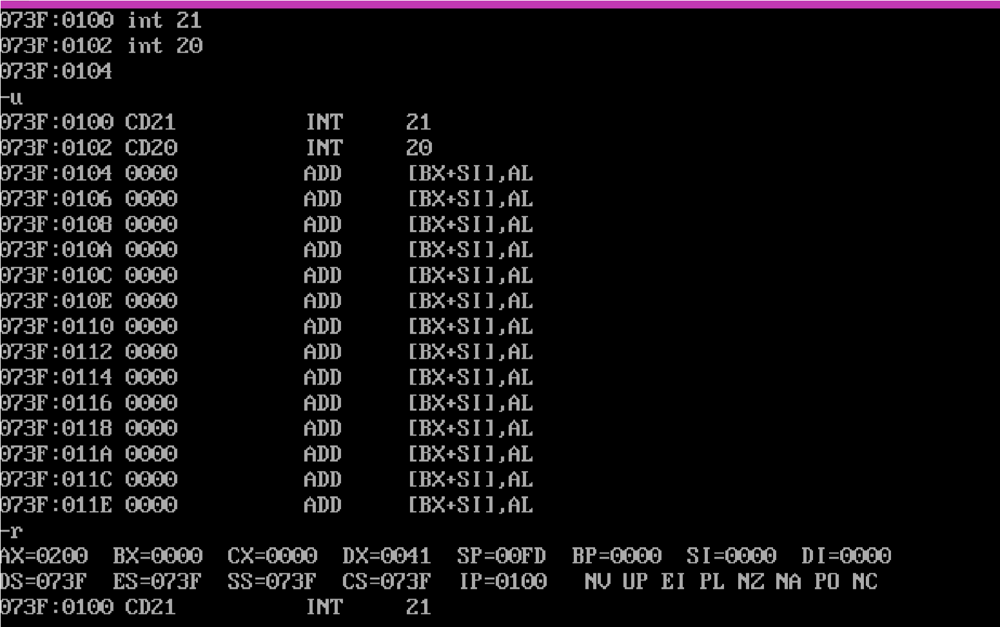 073F:0100 int 21
073F:0102 int 20
073F:0104
-u
073F:0100 CD21 INT 21
073F:0102 CD20 INT 20
073F:0104 0000 ADD [BX+SI],AL
073F:0106 0000 ADD [BX+SI],AL
073F:0108 0000 ADD [BX+SI],AL
073F:010A 0000 ADD [BX+SI],AL
073F:010C 0000 ADD [BX+SI],AL
073F:010E 0000 ADD [BX+SI],AL
073F:0110 0000 ADD [BX+SI],AL
073F:0112 0000 ADD [BX+SI],AL
073F:0114 0000 ADD [BX+SI],AL
073F:0116 0000 ADD [BX+SI],AL
073F:0118 0000 ADD [BX+SI],AL
073F:011A 0000 ADD [BX+SI],AL
073F:011C 0000 ADD [BX+SI],AL
073F:011E 0000 ADD [BX+SI],AL
-r
AX=0200 BX=0000 CX=0000 DX=0041 SP=00FD BP=0000 SI=0000 DI=0000
DS=073F ES=073F SS=073F CS=073F IP=0100 NV UP EI PL NZ NA PO NC
073F:0100 CD21 INT 21